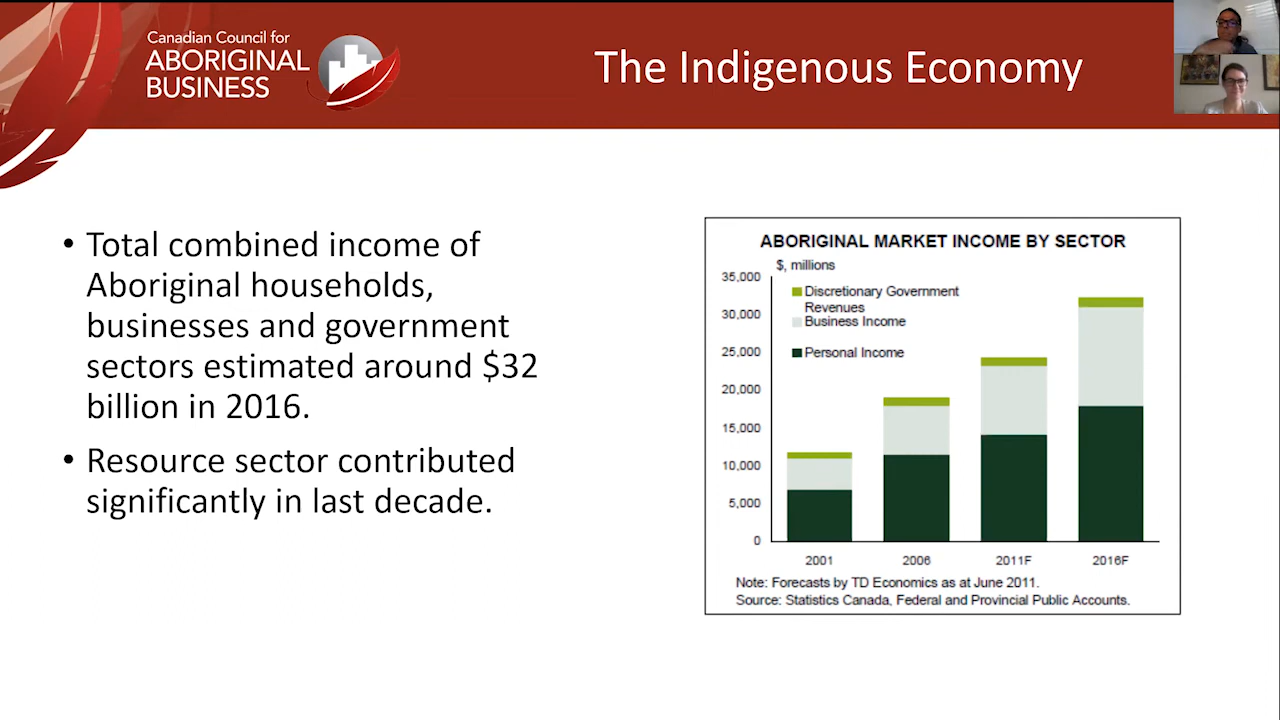 Canadian Council for
ABORIGINAL
BUSINESS
The Indigenous Economy
• Total combined income of
Aboriginal households,
businesses and government
sectors estimated around $32
billion in 2016.
• Resource sector contributed
significantly in last decade.
ABORIGINAL MARKET INCOME BY SECTOR
$, millions
35,000
30,000
25,000
20,000
15,000
10,000
5,000
0
Discretionary Government
Revenues
Business Income
Personal Income
2001 2006 2011F 2016F
Note: Forecasts by TD Economics as at June 2011.
Source: Statistics Canada, Federal and Provincial Public Accounts.